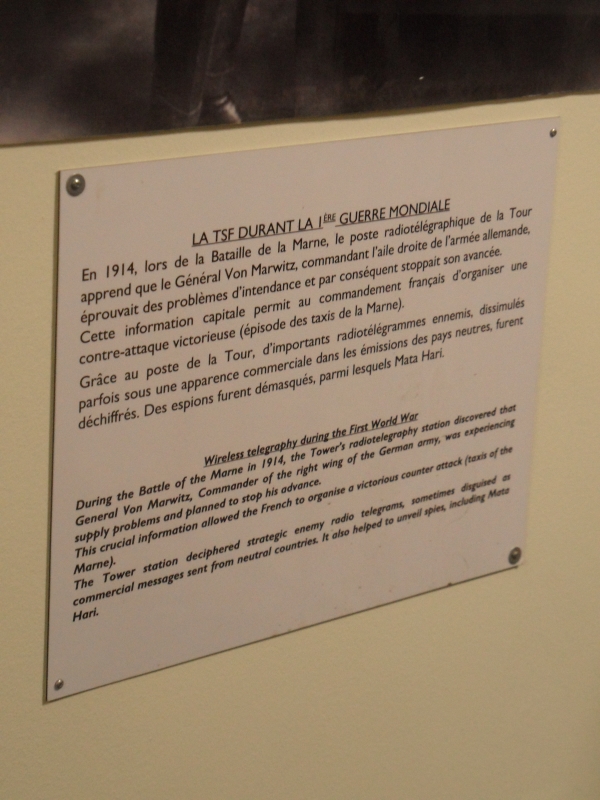 LA TSF DURANT LA 1ÈRE GUERRE MONDIALE
En 1914, lors de la Bataille de la Marne, le poste radiotélégraphique de la Tour
apprend que le Général Von Marwitz, commandant l'aile droite de l'armée allemande,
éprouvait des problèmes d'intendance et par conséquent stoppait son avancée.
Cette information capitale permit au commandement français d'organiser une
contre-attaque victorieuse (épisode des taxis de la Marne).
Grâce au poste de la Tour, d'importants radiotélégrammes ennemis, dissimulés
parfois sous une apparence commerciale dans les émissions des pays neutres, furent
déchiffrés. Des espions furent démasqués, parmi lesquels Mata Hari.
Wireless telegraphy during the First World War
During the Battle of the Marne in 1914, the Tower's radiotelegraphy station discovered that
General Von Marwitz, Commander of the right wing of the German army, was experiencing
supply problems and planned to stop his advance.
This crucial information allowed the French to organise a victorious counter attack (taxis of the
Marne).
The Tower station deciphered strategic enemy radio telegrams, sometimes disguised as
commercial messages sent from neutral countries. It also helped to unveil spies, including Mata
Hari.